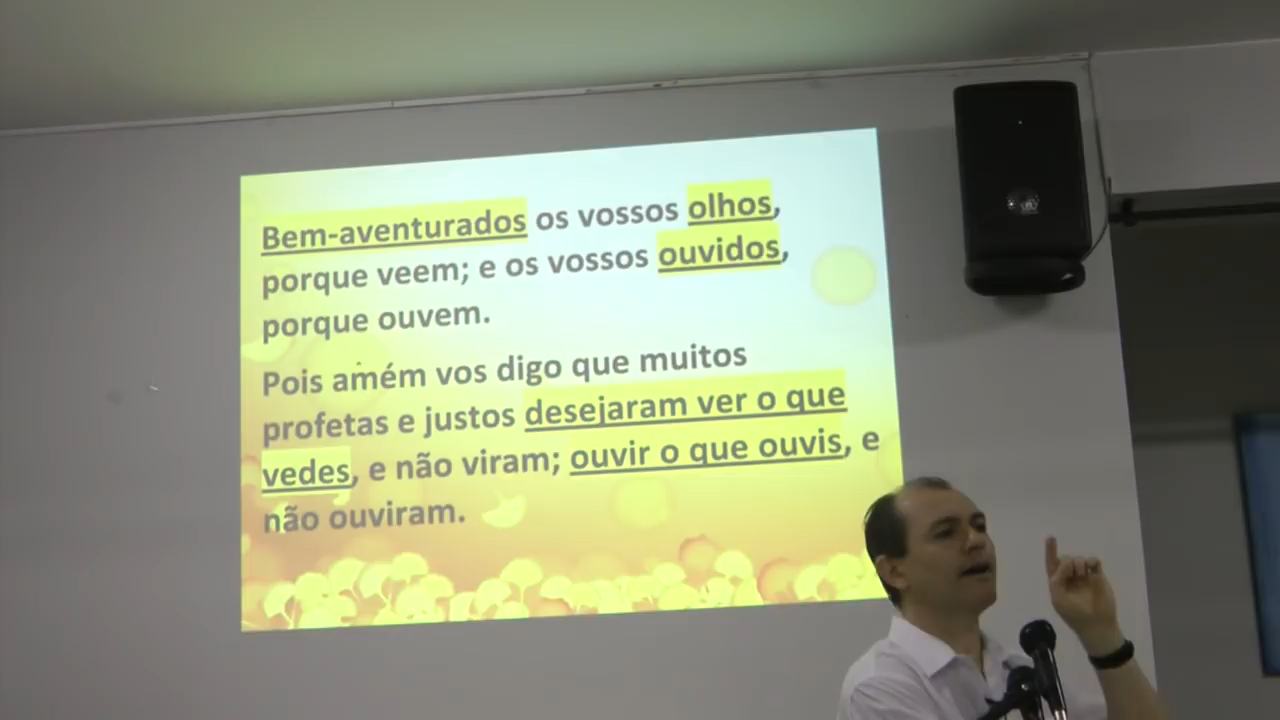 Bem-aventurados os vossos olhos,
porque veem; e os vossos ouvidos,
porque ouvem.
Pois amém vos digo que muitos
profetas e justos desejaram ver o que
vedes, e não viram; ouvir o que ouvis, e
não ouviram.